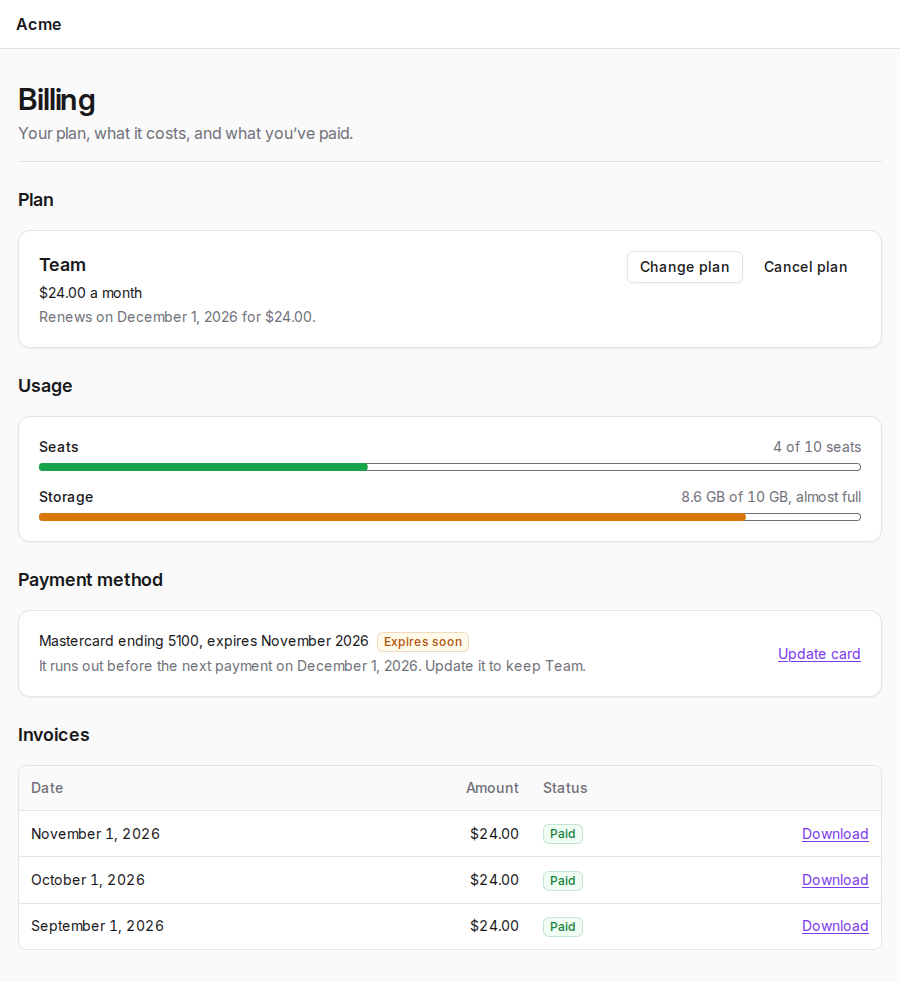 Acme
Billing
Your plan, what it costs, and what you’ve paid.
Plan
Team
Change plan
Cancel plan
$24.00 a month
Renews on December 1, 2026 for $24.00.
Usage
Seats 4 of 10 seats
Storage 8.6 GB of 10 GB, almost full
Payment method
Mastercard ending 5100, expires November 2026 Expires soon
It runs out before the next payment on December 1, 2026. Update it to keep Team.
Update card
Invoices
Date Amount Status
November 1, 2026 $24.00 Paid Download
October 1, 2026 $24.00 Paid Download
September 1, 2026 $24.00 Paid Download